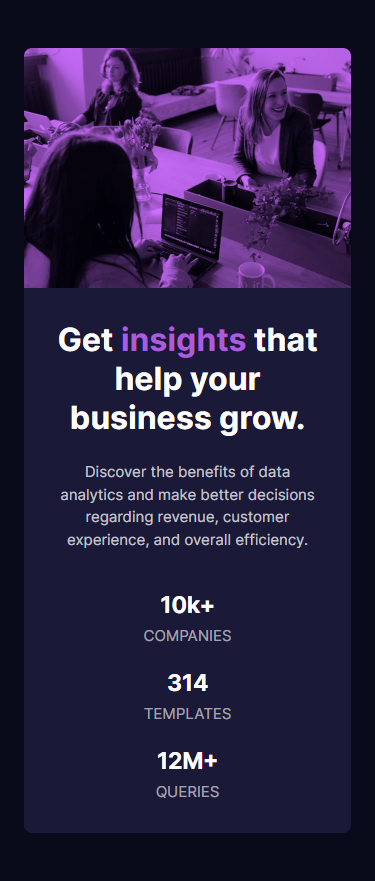 Get insights that
help your
business grow.
Discover the benefits of data
analytics and make better decisions
regarding revenue, customer
experience, and overall efficiency.
10k+
COMPANIES
314
TEMPLATES
12M+
QUERIES